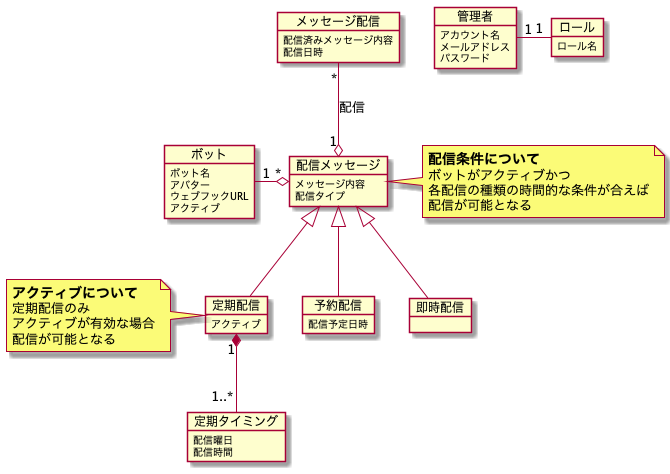 メッセージ配信
配信済みメッセージ内容
配信日時
管理者
アカウント名
メールアドレス
パスワード
1 1
ロール
ロール名
*
配信
1
ボット
ボット名
アバター
ウェブフックURL
アクティブ
1 *
配信メッセージ
メッセージ内容
配信タイプ
配信条件について
ボットがアクティブかつ
各配信の種類の時間的な条件が合えば
配信が可能となる
アクティブについて
定期配信のみ
アクティブが有効な場合
配信が可能となる
定期配信
アクティブ
予約配信
配信予定日時
即時配信
1
1..*
定期タイミング
配信曜日
配信時間